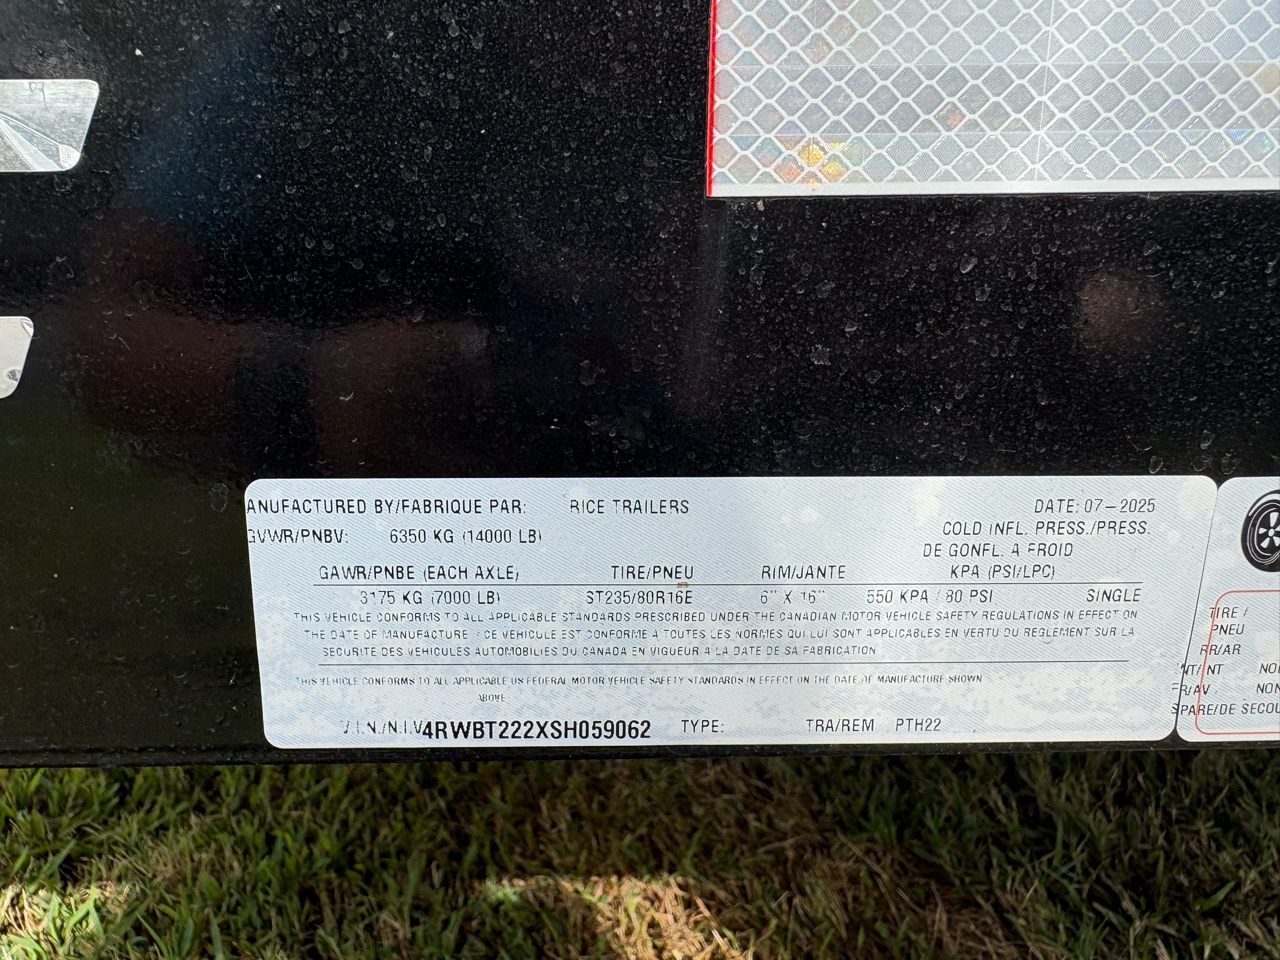 ANUFACTURED BY/FABRIQUE PAR: RICE TRAILERS DATE: 07-2025
GVWR/PNBV: 6350 KG (14000 LB) COLD INFL. PRESS./PRESS.
DE GONFL. A FROID
GAWR/PNBE (EACH AXLE) TIRE/PNEU RIM/JANTE KPA (PSI/LPC)
3175 KG (7000 LB) ST235/80R16E 6" X 16" 550 KPA / 80 PSI SINGLE
THIS VEHICLE CONFORMS TO ALL APPLICABLE STANDARDS PRESCRIBED UNDER THE CANADIAN MOTOR VEHICLE SAFETY REGULATIONS IN EFFECT ON
THE DATE OF MANUFACTURE / CE VEHICULE EST CONFORME A TOUTES LES NORMES QUI LUI SONT APPLICABLES EN VERTU DU REGLEMENT SUR LA
SECURITE DES VEHICULES AUTOMOBILES DU CANADA EN VIGUEUR A LA DATE DE SA FABRICATION
THIS VEHICLE CONFORMS TO ALL APPLICABLE US FEDERAL MOTOR VEHICLE SAFETY STANDARDS IN EFFECT ON THE DATE OF MANUFACTURE SHOWN
ABOVE
V.I.N./N.I.V 4RWBT222XSH059062 TYPE: TRA/REM PTH22
TIRE /
PNEU
RR/AR
NT/NT NO
FR/AV NON
SPARE/DE SECOU